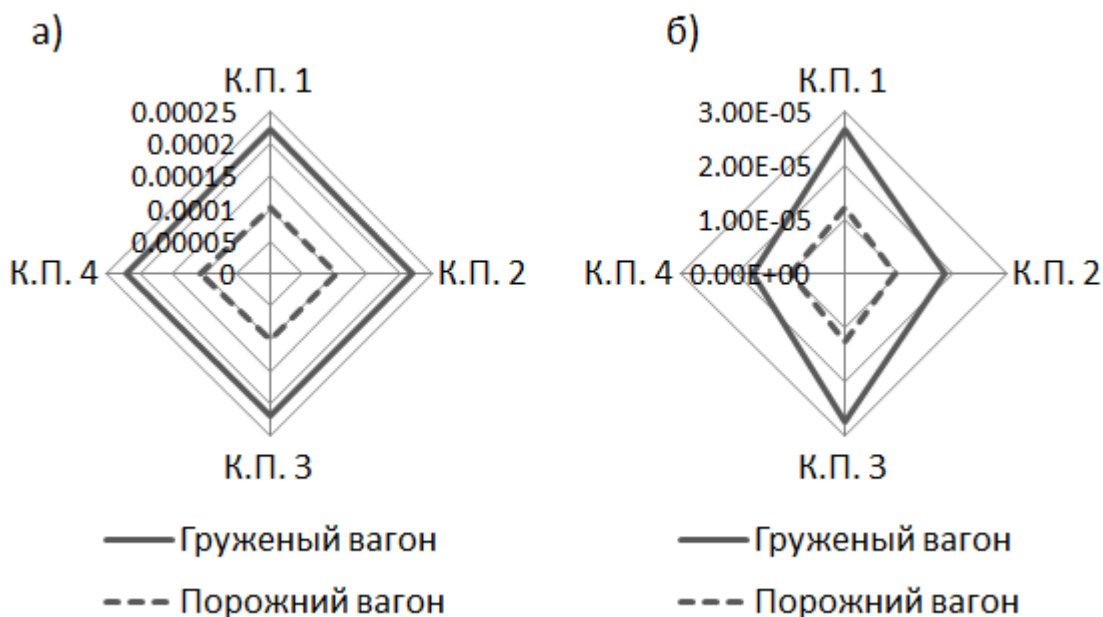 а)
К.П. 1
0.00025
0.0002
0.00015
0.0001
0.00005
0
К.П. 4
К.П. 2
К.П. 3
Груженый вагон
Порожний вагон
б)
К.П. 1
3.00E-05
2.00E-05
1.00E-05
0.00E+00
К.П. 4
К.П. 2
К.П. 3
Груженый вагон
Порожний вагон